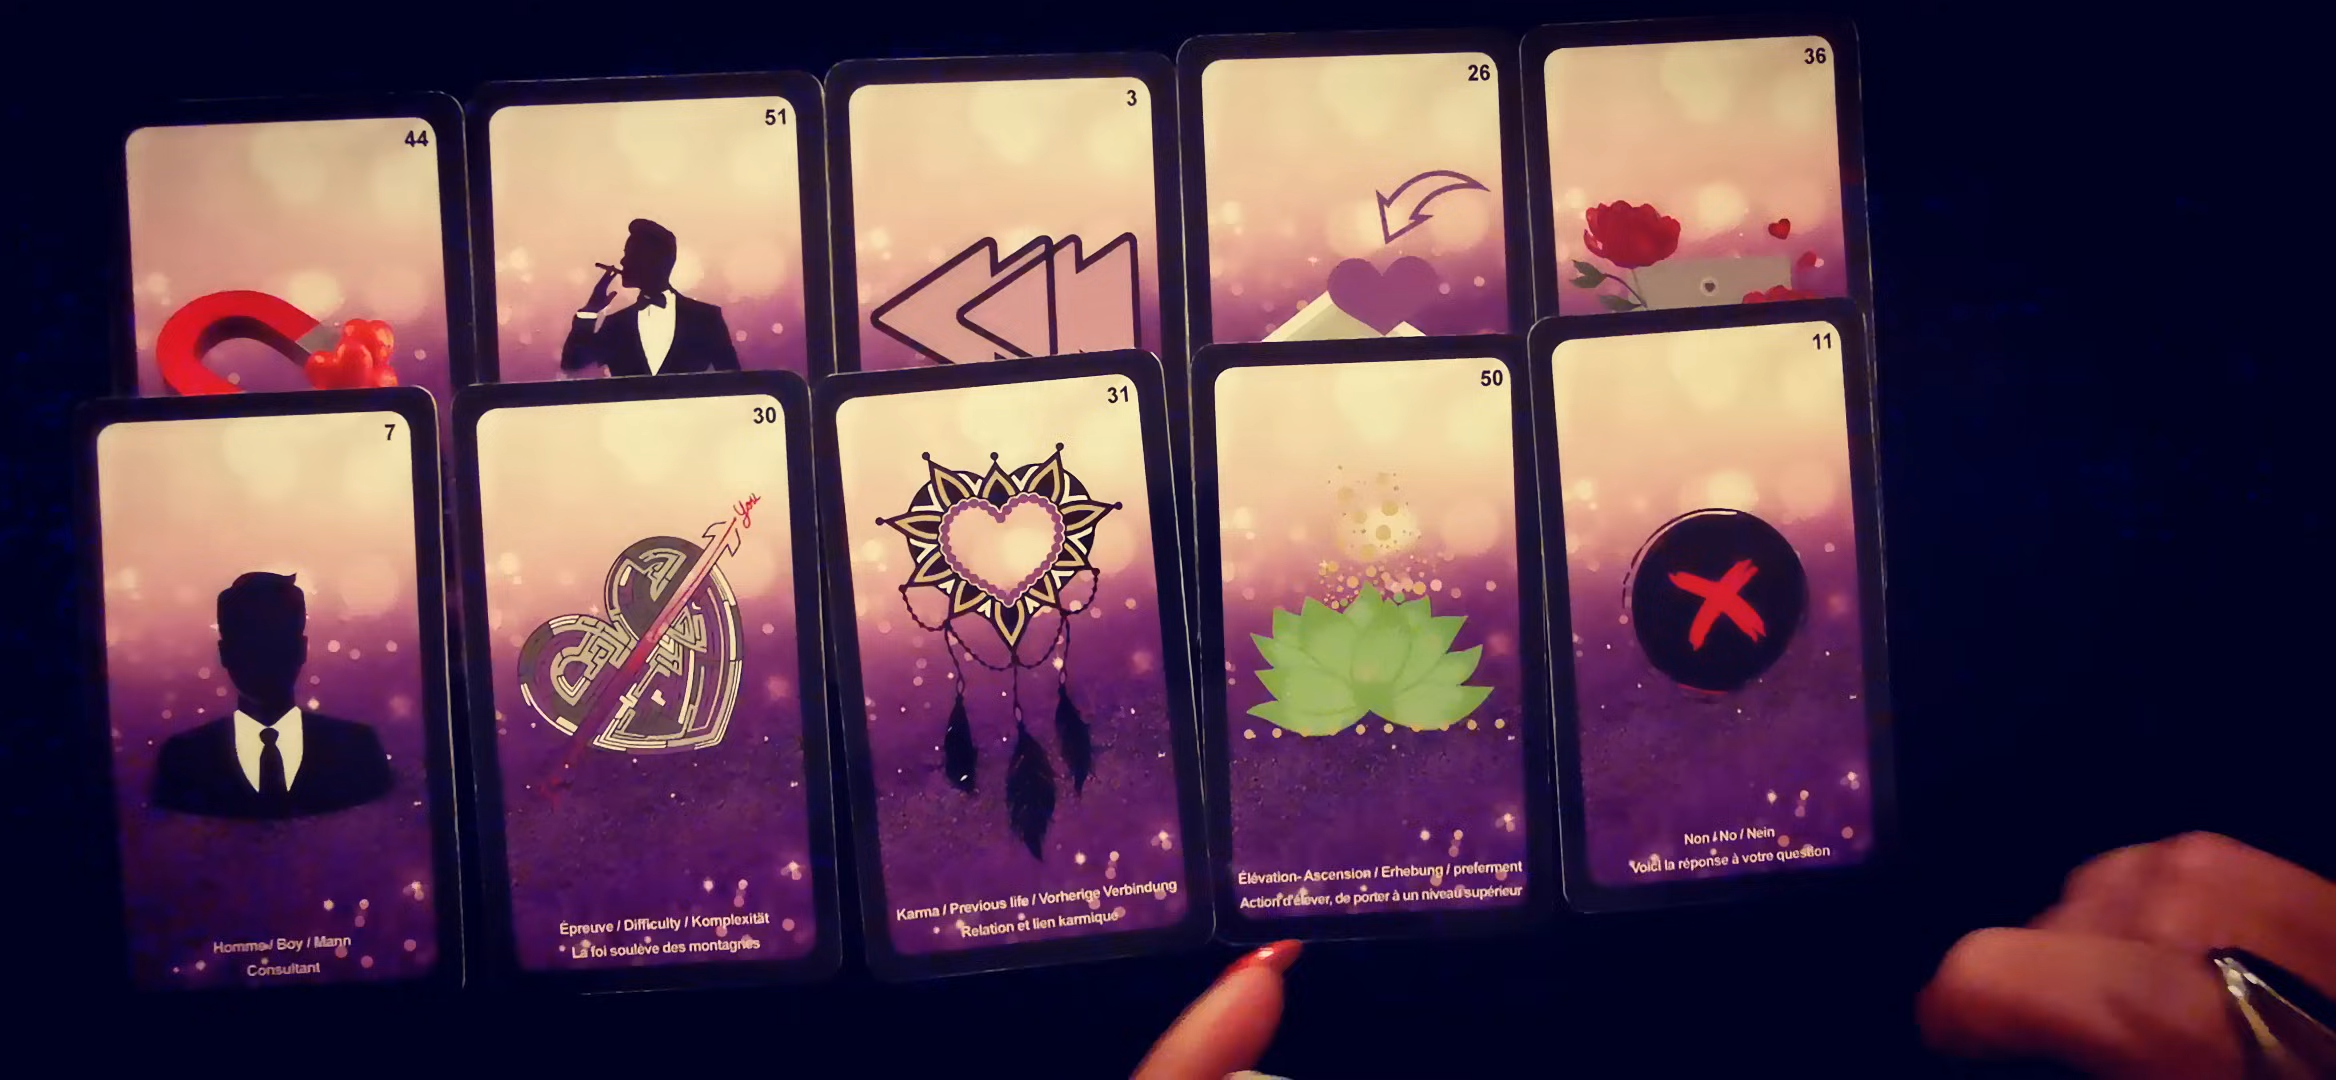 44
51
3
26
36
7
30
31
50
11
You
Homme / Boy / Mann
Consultant
Épreuve / Difficulty / Komplexität
La foi soulève des montagnes
Karma / Previous life / Vorherige Verbindung
Relation et lien karmique
Élévation-Ascension / Erhebung / preferment
Action d'élever, de porter à un niveau supérieur
Non / No / Nein
Voici la réponse à votre question